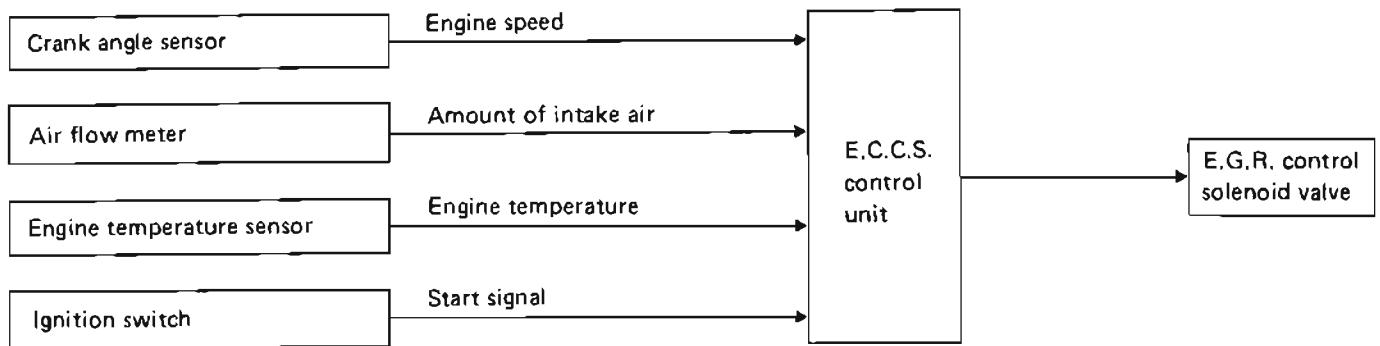 Crank angle sensor
Engine speed
Air flow meter
Amount of intake air
Engine temperature sensor
Engine temperature
Ignition switch
Start signal
E.C.C.S.
control
unit
E.G.R. control
solenoid valve